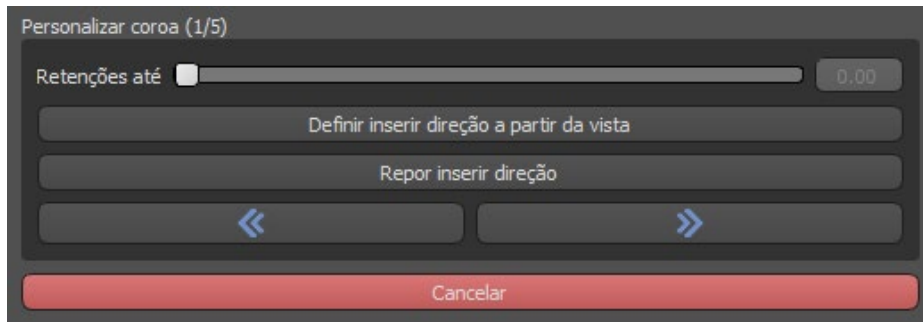 Personalizar coroa (1/5)
Retenções até 0.00
Definir inserir direção a partir da vista
Repor inserir direção
Cancelar